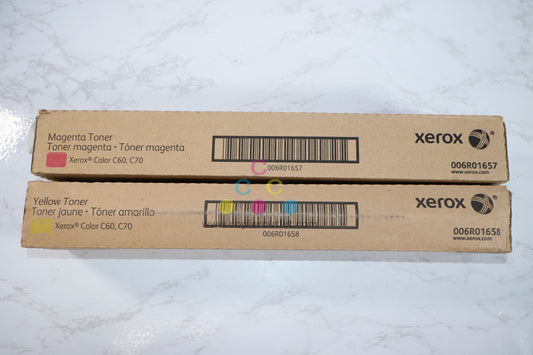 Magenta Toner
Toner magenta • Tóner magenta
Xerox® Color C60, C70
006R01657
xerox
006R01657
www.xerox.com
C
C C
Yellow Toner
Toner jaune • Tóner amarillo
Xerox® Color C60, C70
006R01658
xerox
006R01658
www.xerox.com